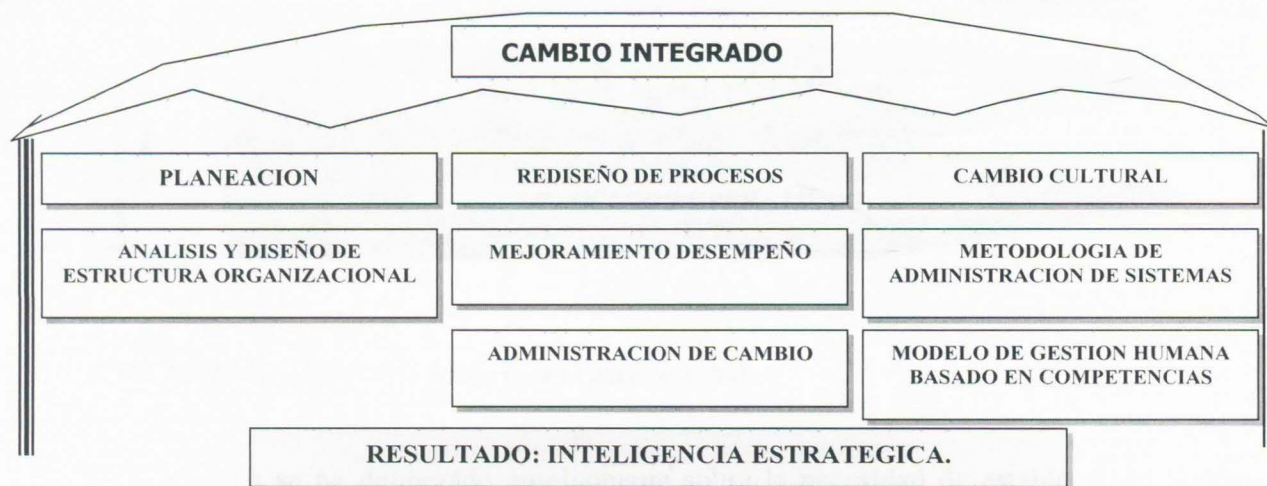 CAMBIO INTEGRADO
PLANEACION
REDISEÑO DE PROCESOS
CAMBIO CULTURAL
ANALISIS Y DISEÑO DE
ESTRUCTURA ORGANIZACIONAL
MEJORAMIENTO DESEMPEÑO
METODOLOGIA DE
ADMINISTRACION DE SISTEMAS
ADMINISTRACION DE CAMBIO
MODELO DE GESTION HUMANA
BASADO EN COMPETENCIAS
RESULTADO: INTELIGENCIA ESTRATEGICA.